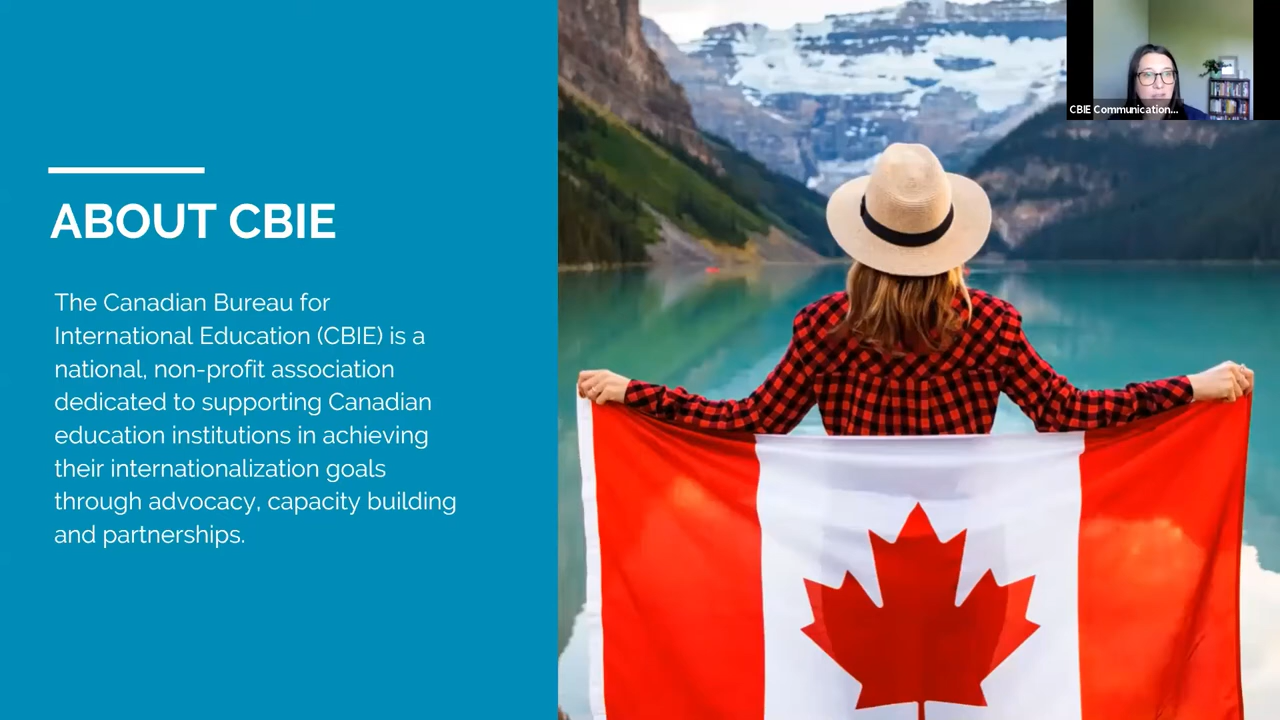 ABOUT CBIE
The Canadian Bureau for
International Education (CBIE) is a
national, non-profit association
dedicated to supporting Canadian
education institutions in achieving
their internationalization goals
through advocacy, capacity building
and partnerships.
CBIE Communication...